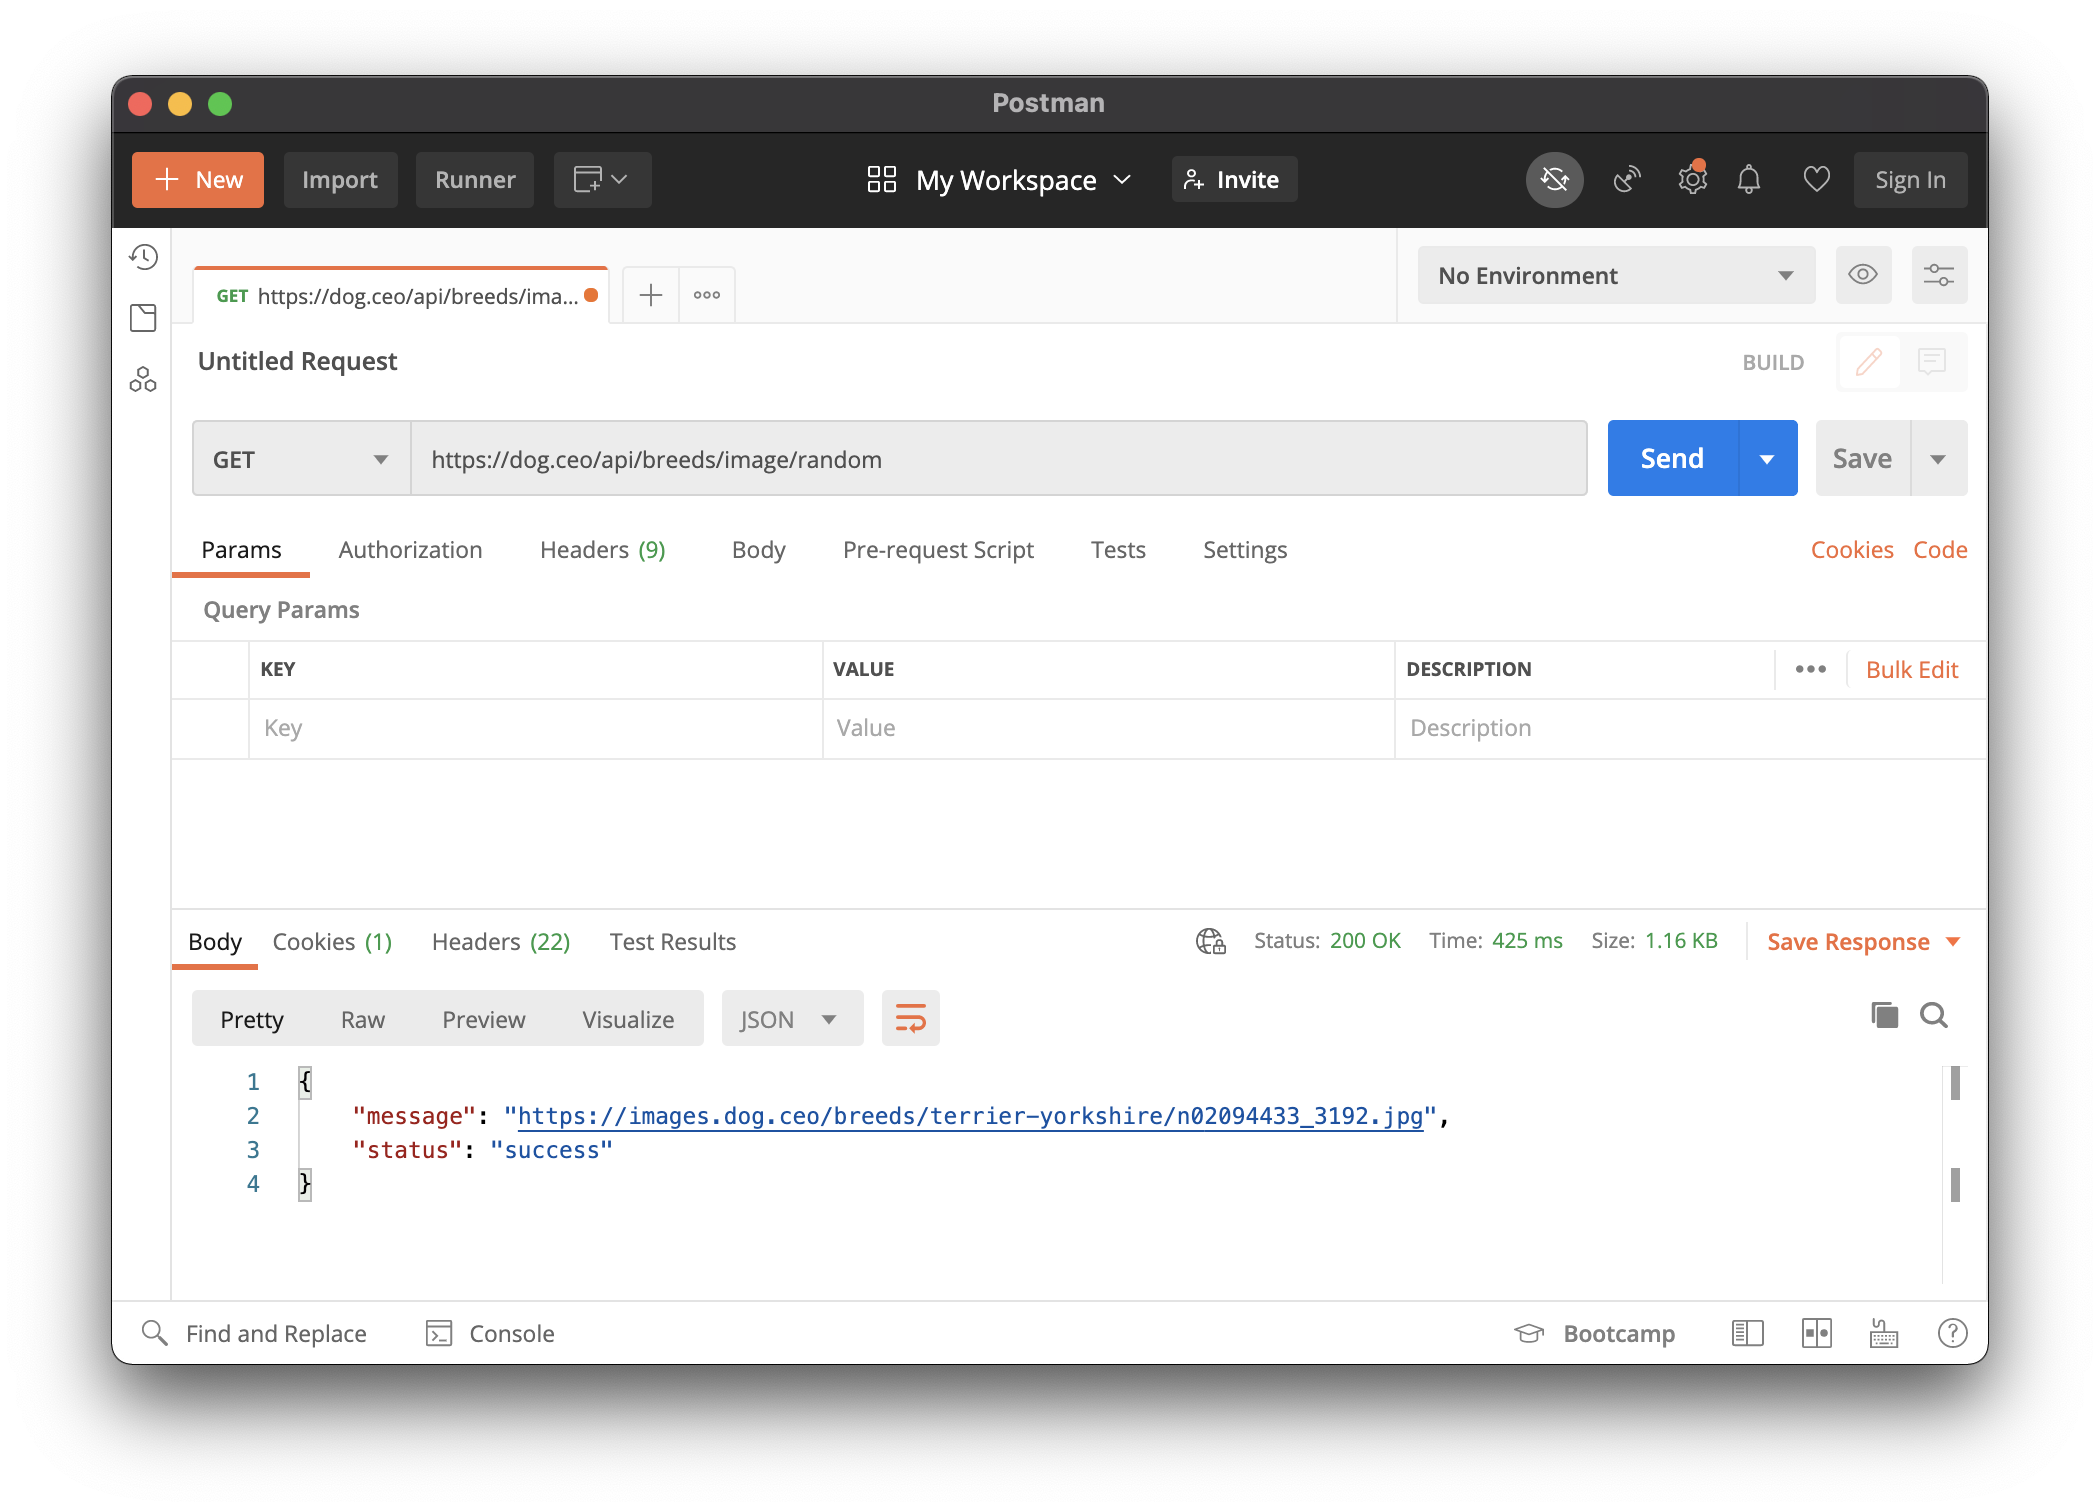 Postman
New Import Runner My Workspace Invite Sign In
GET https://dog.ceo/api/breeds/ima... No Environment
Untitled Request BUILD
GET https://dog.ceo/api/breeds/image/random Send Save
Params Authorization Headers (9) Body Pre-request Script Tests Settings Cookies Code
Query Params
KEY VALUE DESCRIPTION ••• Bulk Edit
Key Value Description
Body Cookies (1) Headers (22) Test Results Status: 200 OK Time: 425 ms Size: 1.16 KB Save Response
Pretty Raw Preview Visualize JSON
1 {
2 "message": "https://images.dog.ceo/breeds/terrier-yorkshire/n02094433_3192.jpg",
3 "status": "success"
4 }
Find and Replace Console Bootcamp